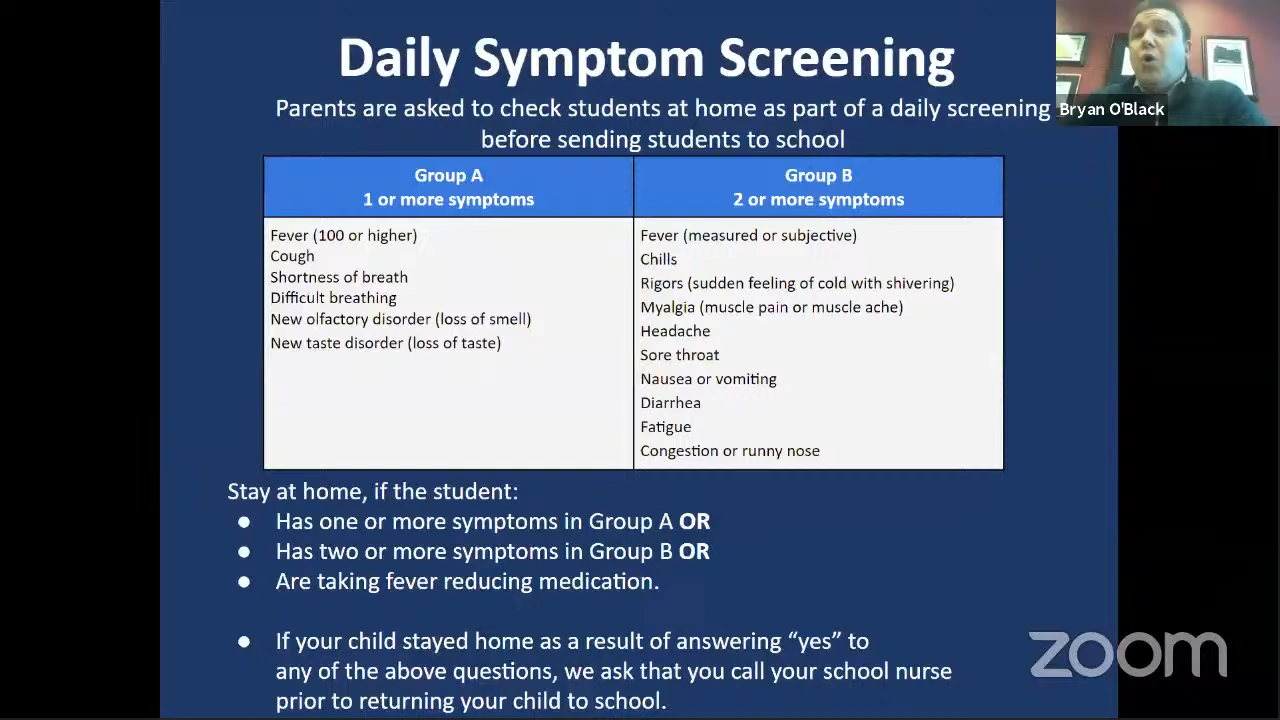 Daily Symptom Screening
Parents are asked to check students at home as part of a daily screening
before sending students to school
Bryan O'Black
Group A
1 or more symptoms
Group B
2 or more symptoms
Fever (100 or higher)
Cough
Shortness of breath
Difficult breathing
New olfactory disorder (loss of smell)
New taste disorder (loss of taste)
Fever (measured or subjective)
Chills
Rigors (sudden feeling of cold with shivering)
Myalgia (muscle pain or muscle ache)
Headache
Sore throat
Nausea or vomiting
Diarrhea
Fatigue
Congestion or runny nose
Stay at home, if the student:
● Has one or more symptoms in Group A OR
● Has two or more symptoms in Group B OR
● Are taking fever reducing medication.
● If your child stayed home as a result of answering “yes” to
any of the above questions, we ask that you call your school nurse
prior to returning your child to school.
zoom